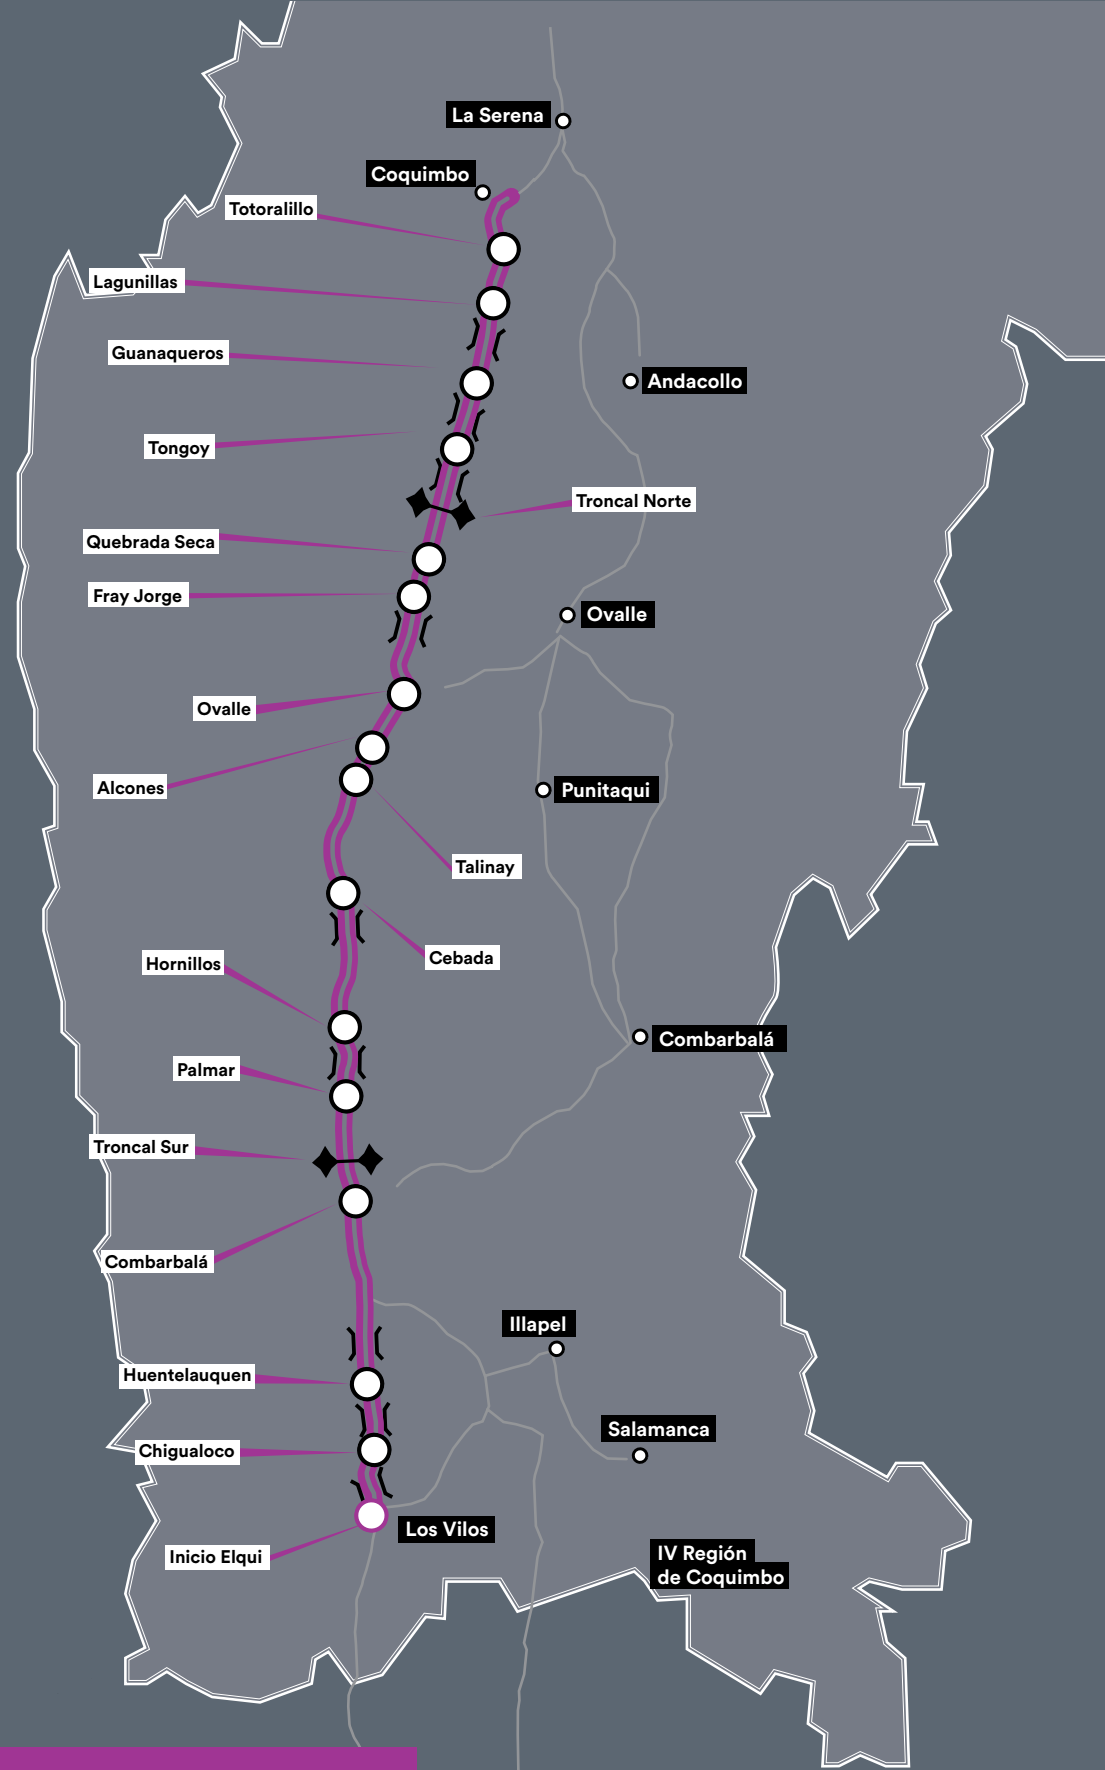 La Serena
Coquimbo
Totoralillo
Lagunillas
Guanaqueros
Andacollo
Tongoy
Troncal Norte
Quebrada Seca
Fray Jorge
Ovalle
Ovalle
Alcones
Punitaqui
Talinay
Cebada
Hornillos
Combarbalá
Palmar
Troncal Sur
Combarbalá
Illapel
Huentelauquen
Salamanca
Chigualoco
Los Vilos
Inicio Elqui
IV Región
de Coquimbo